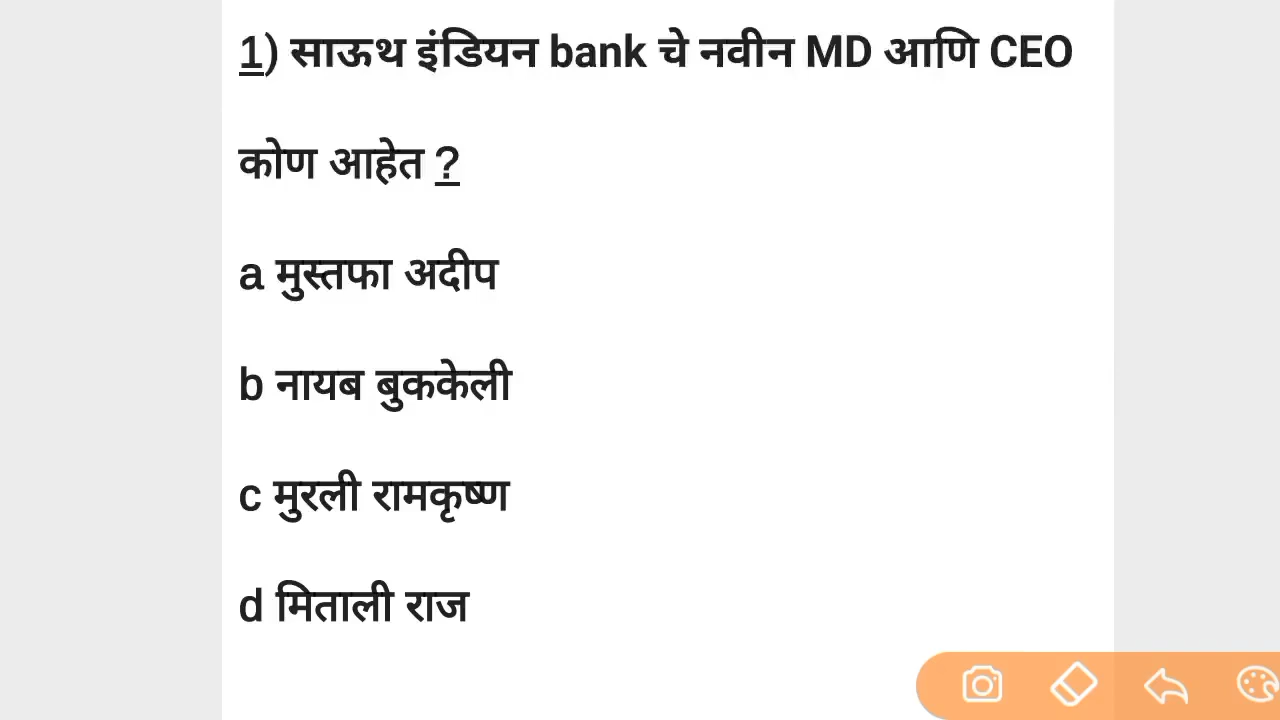 1) साऊथ इंडियन bank चे नवीन MD आणि CEO
कोण आहेत ?
a मुस्तफा अदीप
b नायब बुककेली
c मुरली रामकृष्ण
d मिताली राज